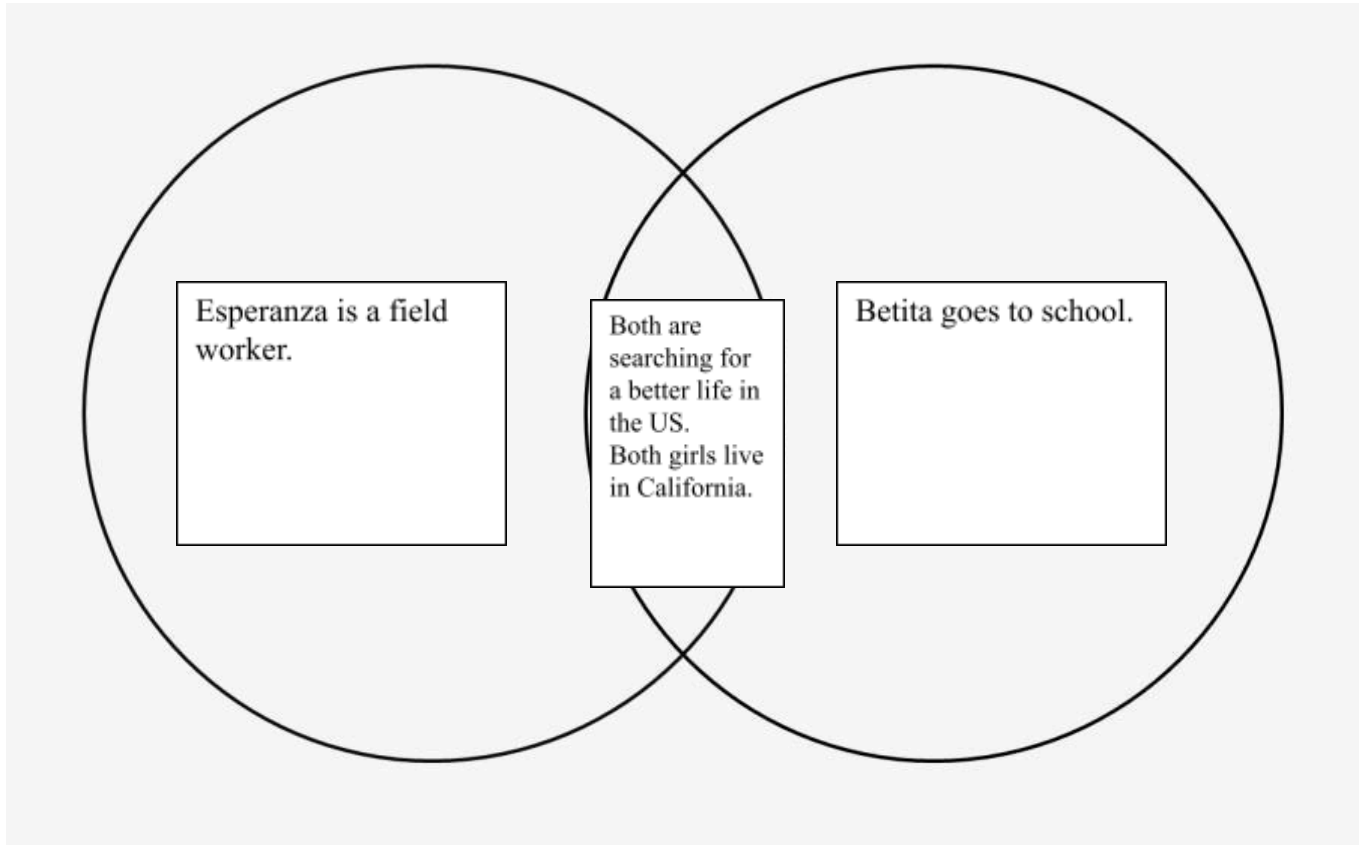 Esperanza is a field
worker.
Both are
searching for
a better life in
the US.
Both girls live
in California.
Betita goes to school.